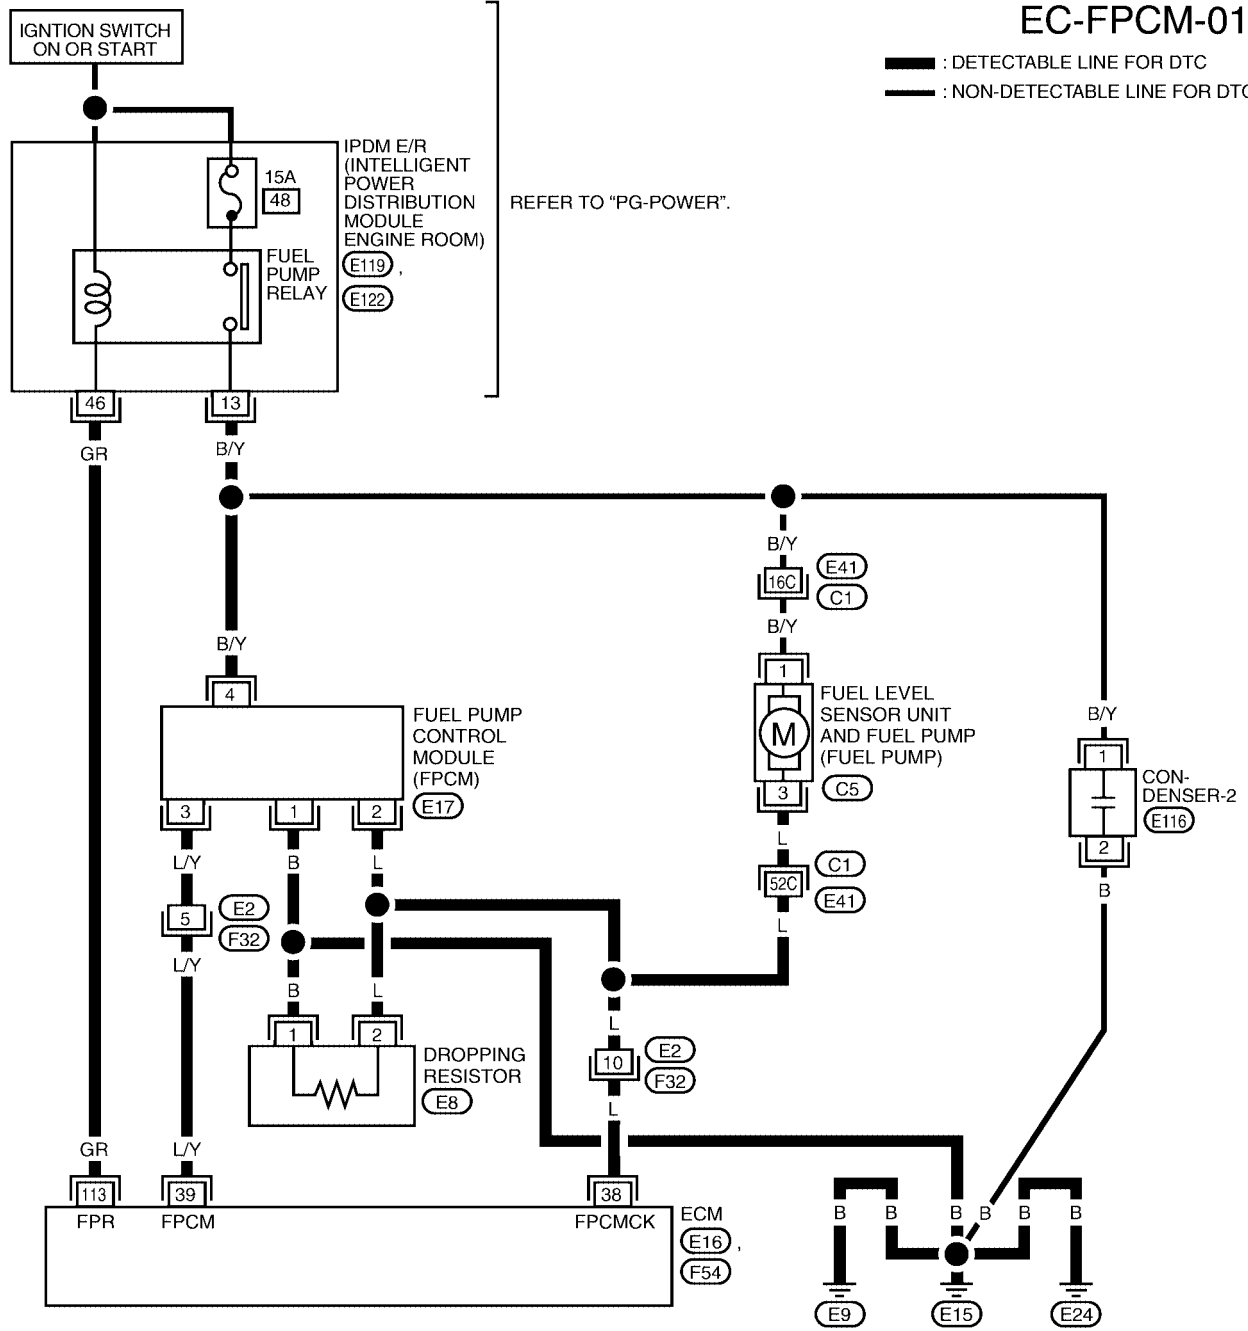 EC-FPCM-01
: DETECTABLE LINE FOR DTC
: NON-DETECTABLE LINE FOR DTC
IGNTION SWITCH
ON OR START
IPDM E/R
(INTELLIGENT
POWER
DISTRIBUTION
MODULE
ENGINE ROOM)
E119 ,
E122
15A
48
REFER TO “PG-POWER”.
FUEL
PUMP
RELAY
46
13
GR
B/Y
B/Y
16C
E41
C1
B/Y
B/Y
4
1
FUEL LEVEL
SENSOR UNIT
AND FUEL PUMP
(FUEL PUMP)
M
C5
3
B/Y
1
CON-
DENSER-2
E116
2
B
FUEL PUMP
CONTROL
MODULE
(FPCM)
E17
3
1
2
L/Y
B
L
L
52C
C1
E41
L
5
E2
F32
L/Y
B
L
L
1
2
DROPPING
RESISTOR
E8
10
E2
F32
L
GR
L/Y
113
39
38
FPR
FPCM
FPCMCK
ECM
E16 ,
F54
B
B
B
B
B
B
E9
E15
E24